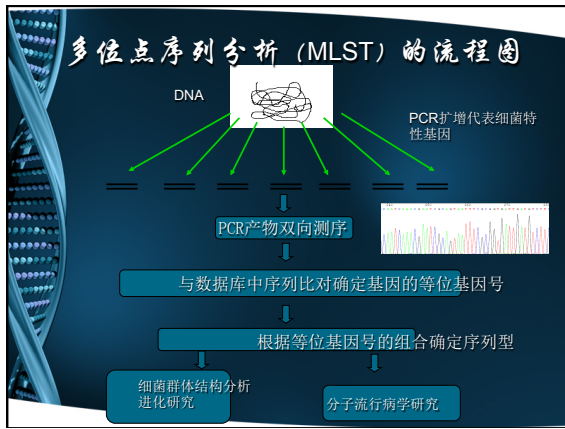 多位点序列分析（MLST）的流程图
DNA
PCR扩增代表细菌特
性基因
PCR产物双向测序
与数据库中序列比对确定基因的等位基因号
根据等位基因号的组合确定序列型
细菌群体结构分析
进化研究
分子流行病学研究